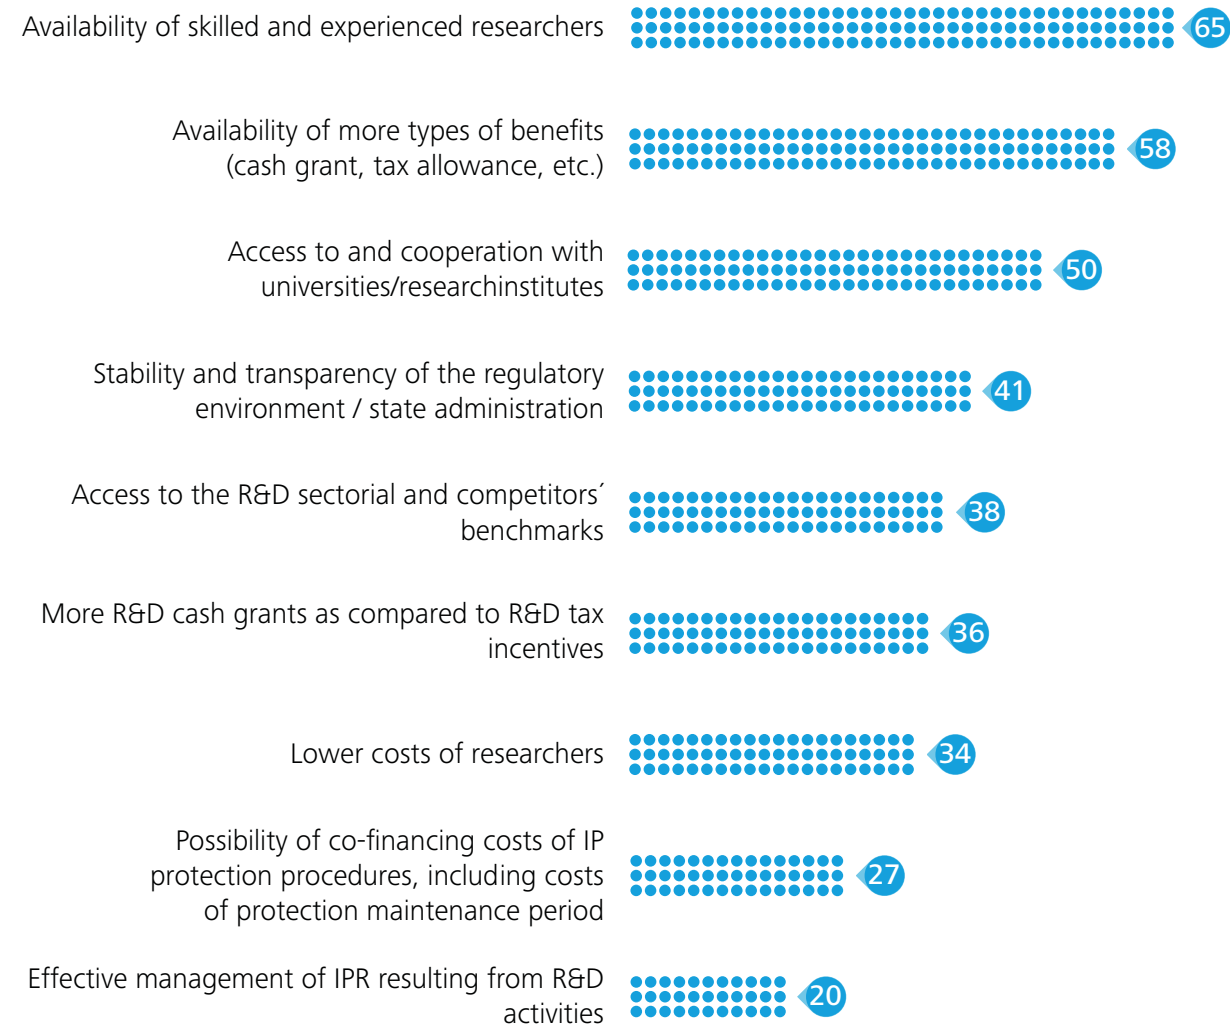 Availability of skilled and experienced researchers 65
Availability of more types of benefits
(cash grant, tax allowance, etc.) 58
Access to and cooperation with
universities/researchinstitutes 50
Stability and transparency of the regulatory
environment / state administration 41
Access to the R&D sectorial and competitors´
benchmarks 38
More R&D cash grants as compared to R&D tax
incentives 36
Lower costs of researchers 34
Possibility of co-financing costs of IP
protection procedures, including costs
of protection maintenance period 27
Effective management of IPR resulting from R&D
activities 20